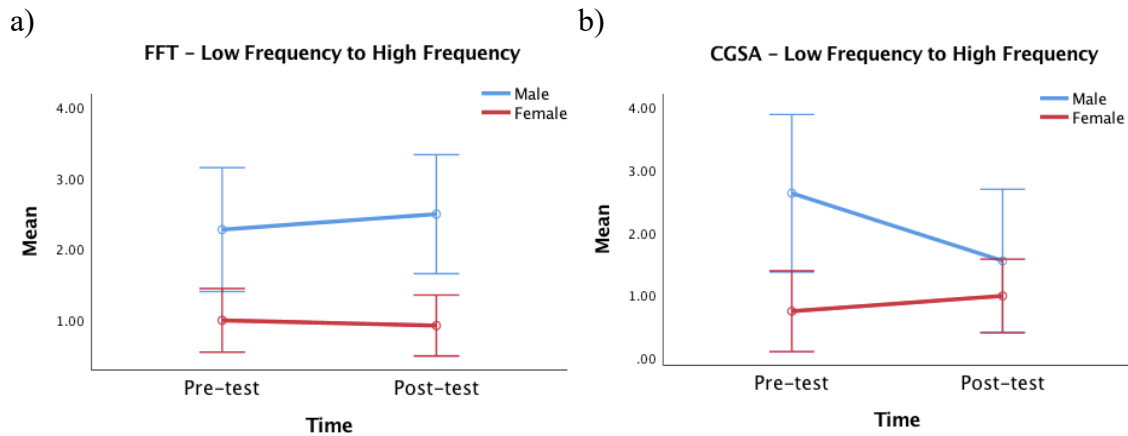 a)
FFT – Low Frequency to High Frequency
Male
Female
4.00
3.00
2.00
1.00
Mean
Pre-test
Post-test
Time
b)
CGSA – Low Frequency to High Frequency
Male
Female
4.00
3.00
2.00
1.00
.00
Mean
Pre-test
Post-test
Time